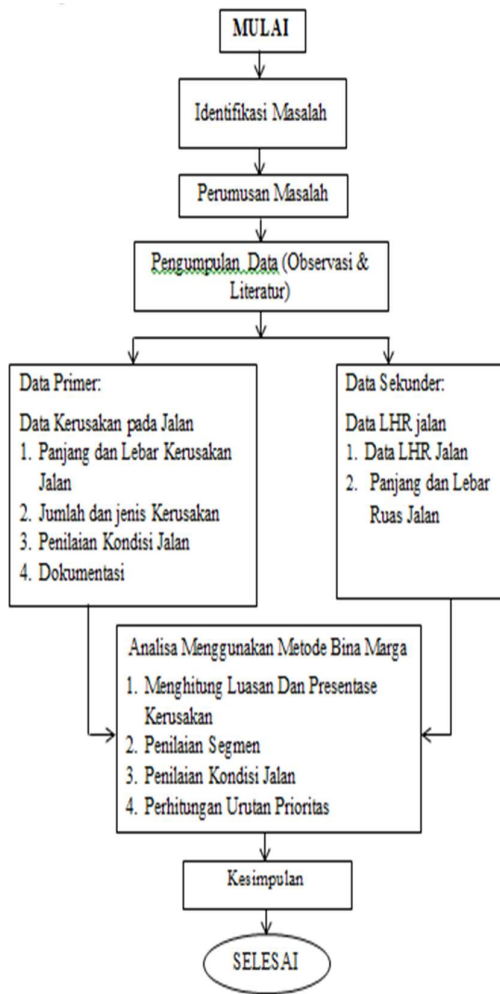 MULAI
Identifikasi Masalah
Perumusan Masalah
Pengumpulan Data (Observasi &
Literatur)
Data Primer:
Data Kerusakan pada Jalan
1. Panjang dan Lebar Kerusakan
Jalan
2. Jumlah dan jenis Kerusakan
3. Penilaian Kondisi Jalan
4. Dokumentasi
Data Sekunder:
Data LHR jalan
1. Data LHR Jalan
2. Panjang dan Lebar
Ruas Jalan
Analisa Menggunakan Metode Bina Marga
1. Menghitung Luasan Dan Presentase
Kerusakan
2. Penilaian Segmen
3. Penilaian Kondisi Jalan
4. Perhitungan Urutan Prioritas
Kesimpulan
SELESAI